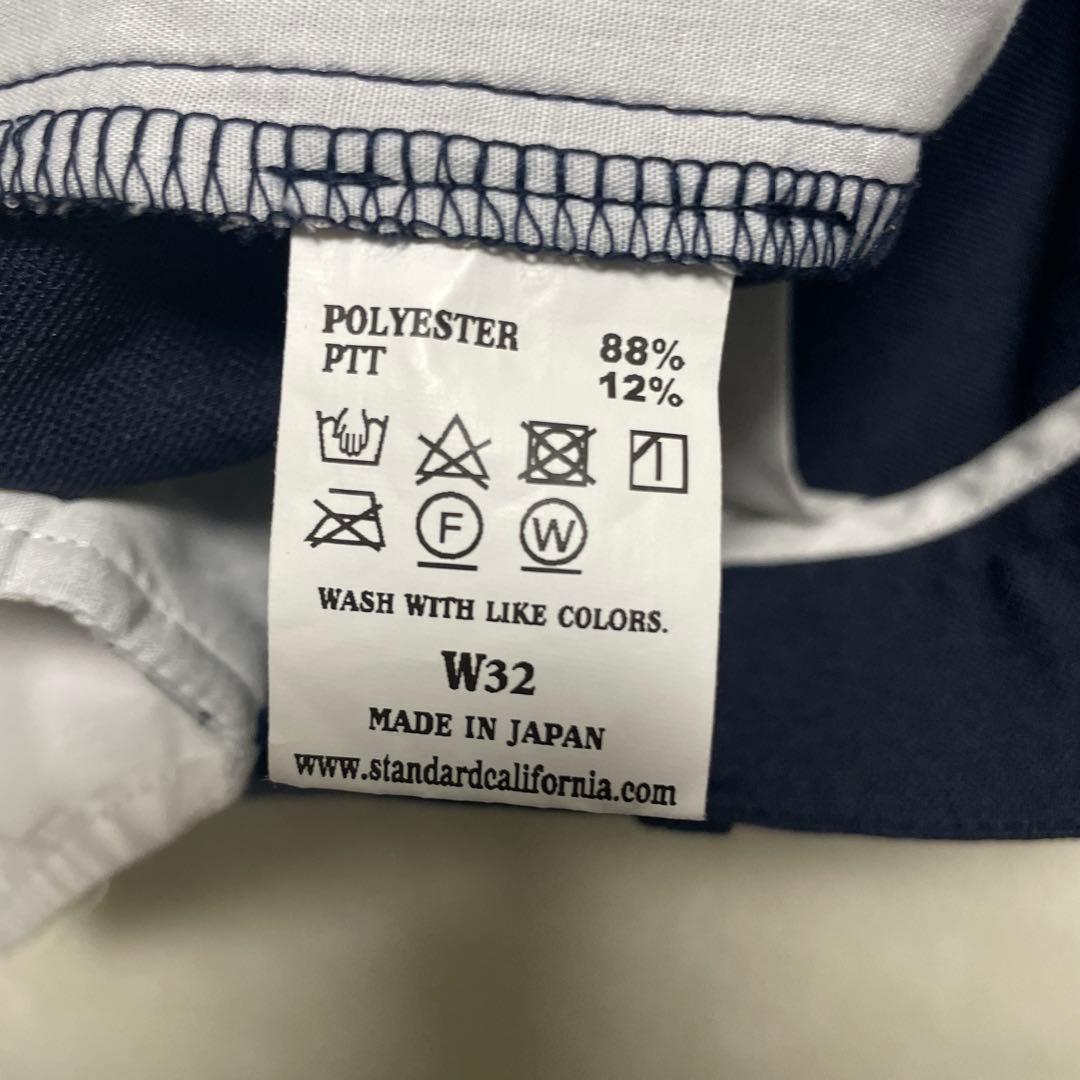 POLYESTER 88%
PTT 12%
F W
WASH WITH LIKE COLORS.
W32
MADE IN JAPAN
www.standardcalifornia.com